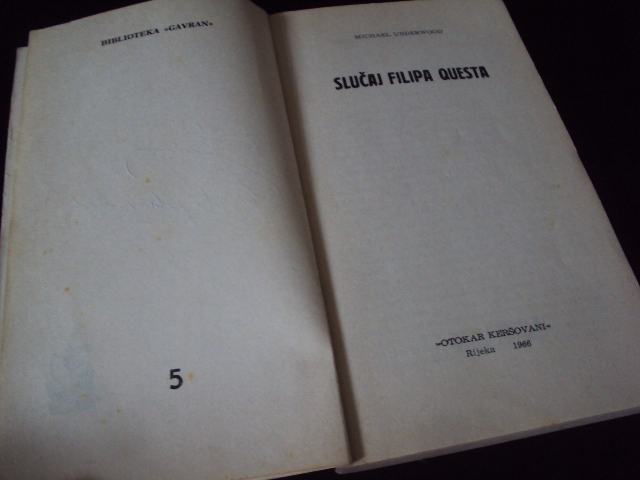 BIBLIOTEKA »GAVRAN«
5
MICHAEL UNDERWOOD
SLUČAJ FILIPA QUESTA
»OTOKAR KERŠOVANI«
Rijeka 1966